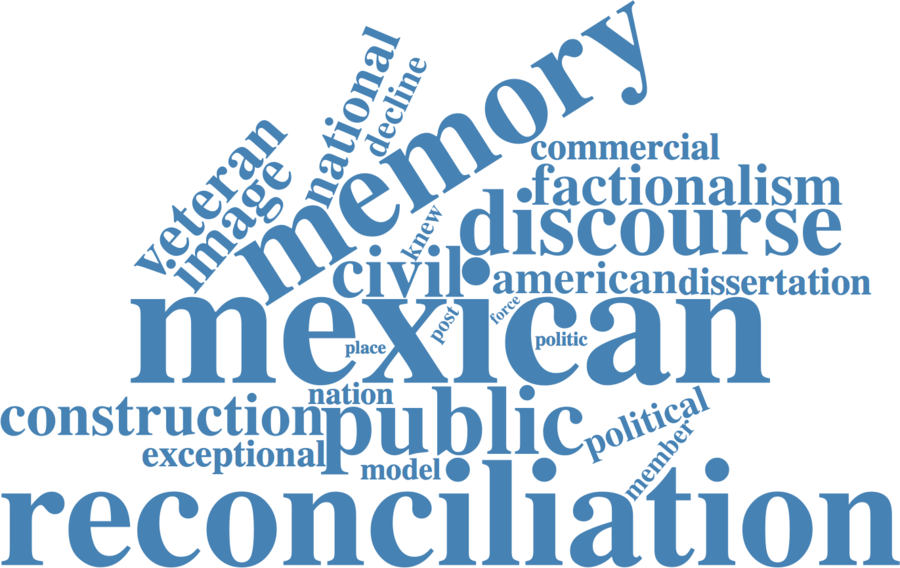 memory
national
decline
veteran
image
commercial
factionalism
discourse
knew
civil
american
dissertation
mexican
post
force
place
politic
nation
construction
public
political
exceptional
model
member
reconciliation